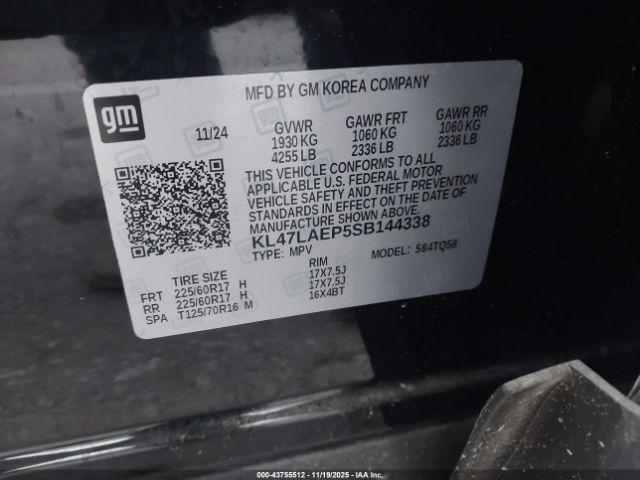 MFD BY GM KOREA COMPANY
gm
11/24
GVWR GAWR FRT GAWR RR
1930 KG 1060 KG 1060 KG
4255 LB 2336 LB 2336 LB
THIS VEHICLE CONFORMS TO ALL
APPLICABLE U.S. FEDERAL MOTOR
VEHICLE SAFETY AND THEFT PREVENTION
STANDARDS IN EFFECT ON THE DATE OF
MANUFACTURE SHOWN ABOVE.
KL47LAEP5SB144338
TYPE: MPV MODEL: 584TQ58
TIRE SIZE RIM
FRT 225/60R17 H 17X7.5J
RR 225/60R17 H 17X7.5J
SPA T125/70R16 M 16X4BT
000-43755512 - 11/19/2025 - IAAI.COM